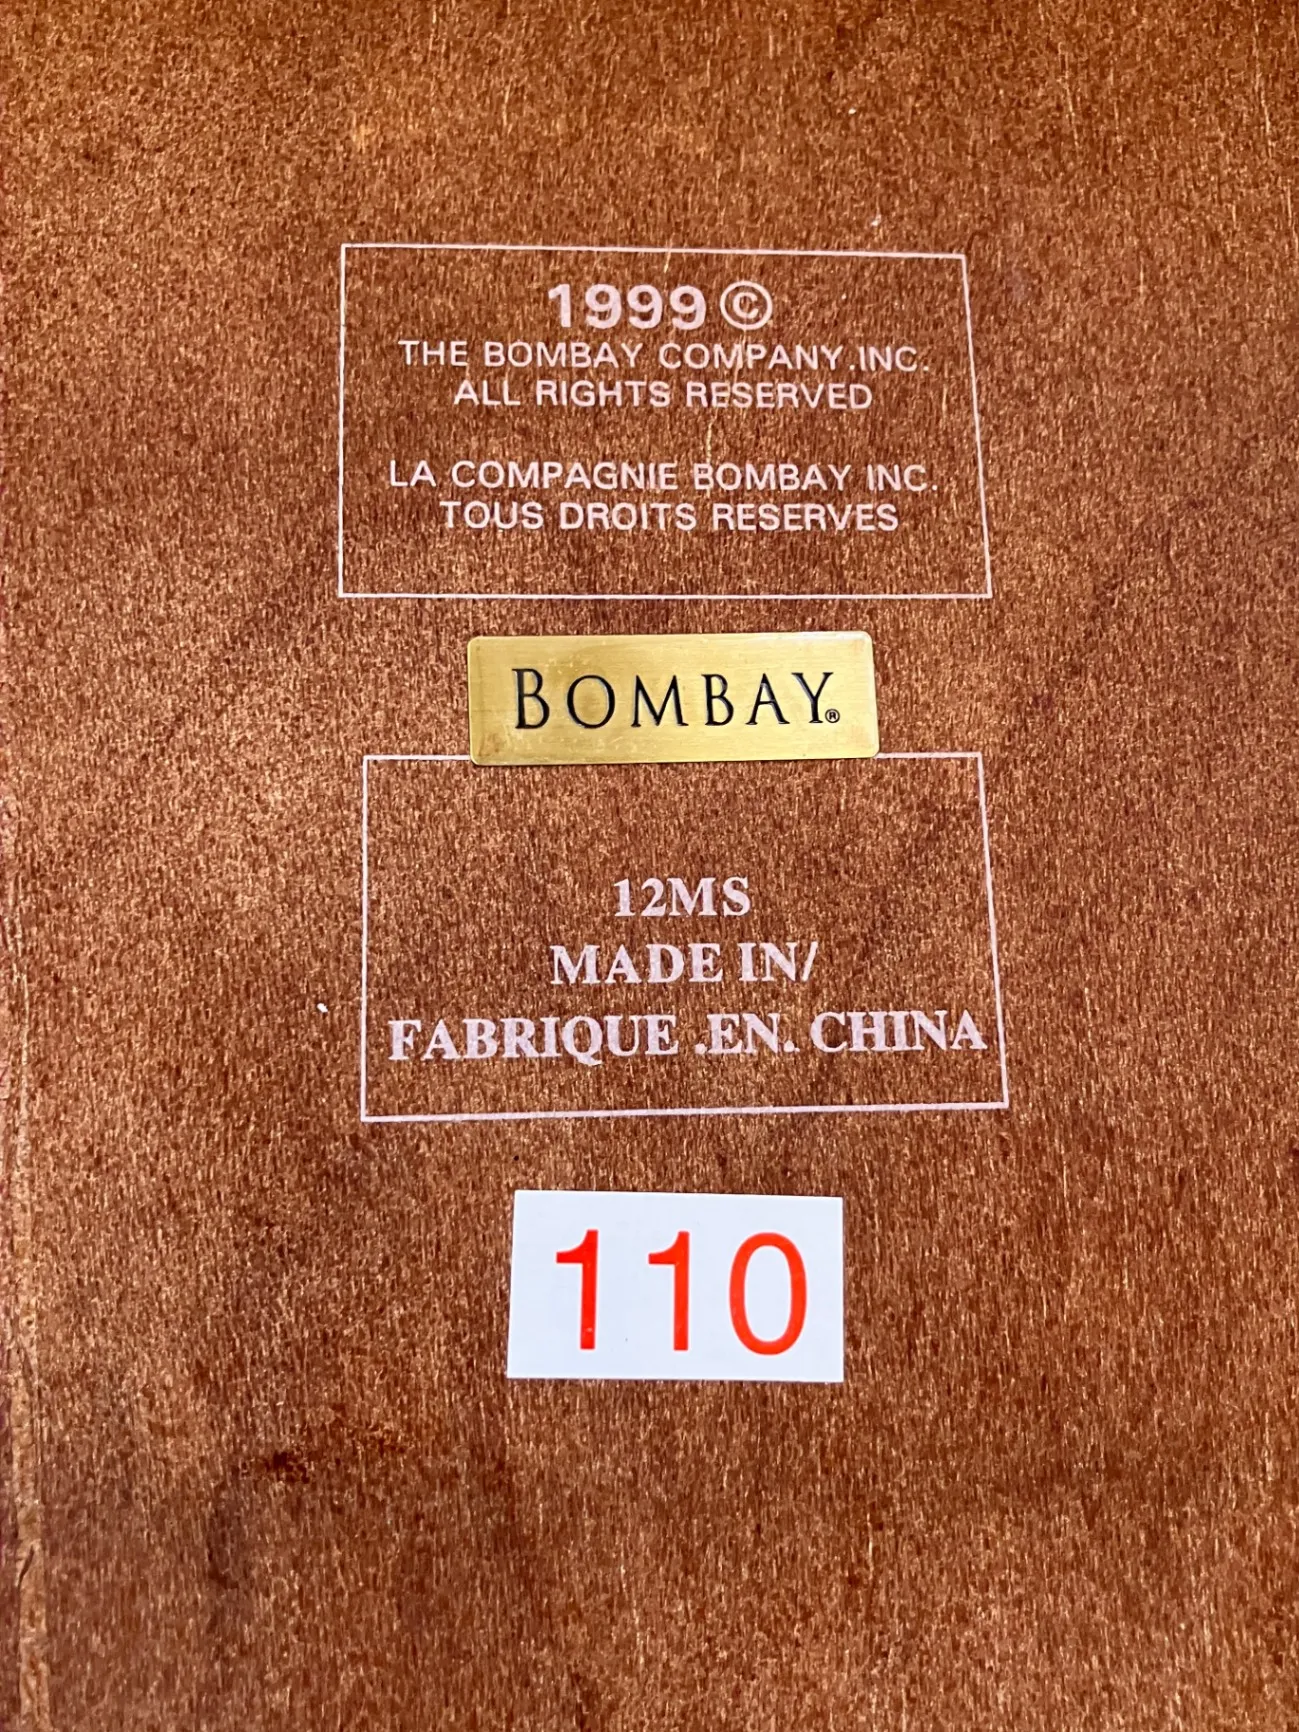 1999 ©
THE BOMBAY COMPANY.INC.
ALL RIGHTS RESERVED
LA COMPAGNIE BOMBAY INC.
TOUS DROITS RESERVES
BOMBAY®
12MS
MADE IN/
FABRIQUE .EN. CHINA
110